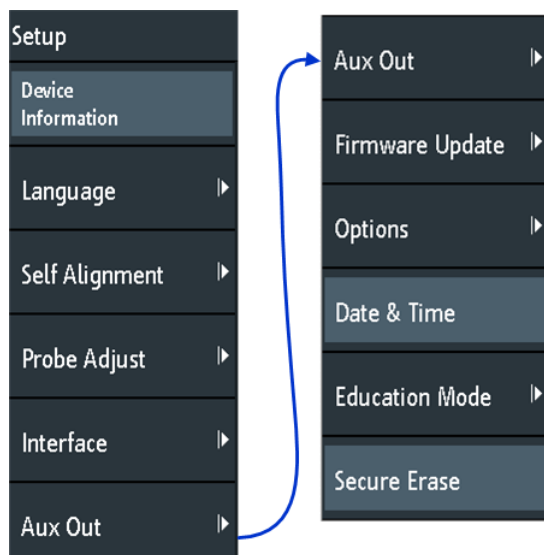 Setup
Device
Information
Language
Self Alignment
Probe Adjust
Interface
Aux Out
Aux Out
Firmware Update
Options
Date & Time
Education Mode
Secure Erase